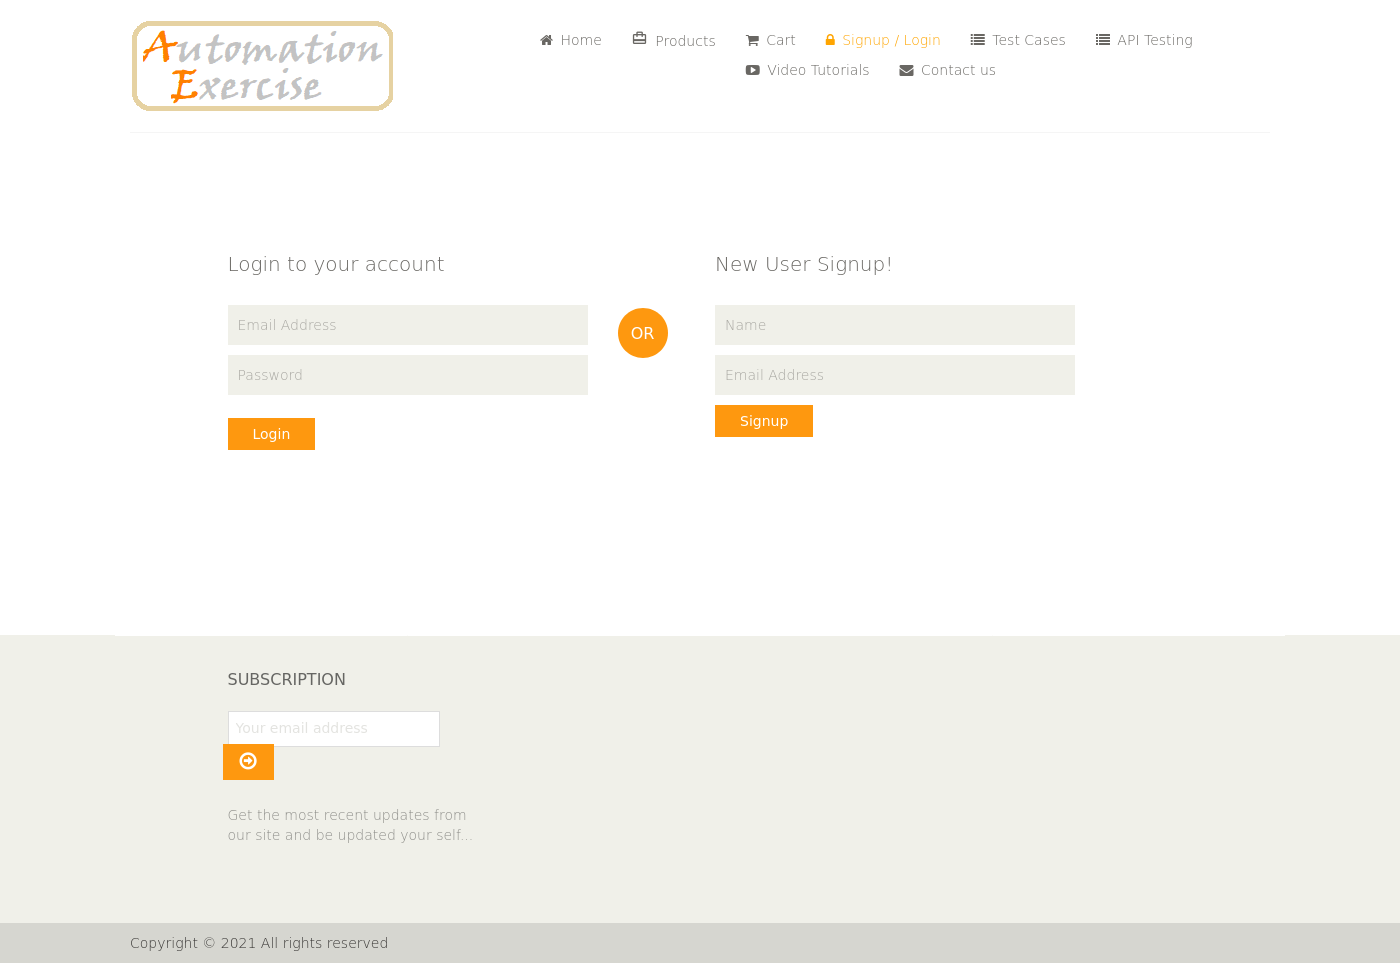 Automation
Exercise
Home Products Cart Signup / Login Test Cases API Testing
Video Tutorials Contact us
Login to your account
Email Address
Password
Login
OR
New User Signup!
Name
Email Address
Signup
SUBSCRIPTION
Your email address
Get the most recent updates from
our site and be updated your self...
Copyright © 2021 All rights reserved